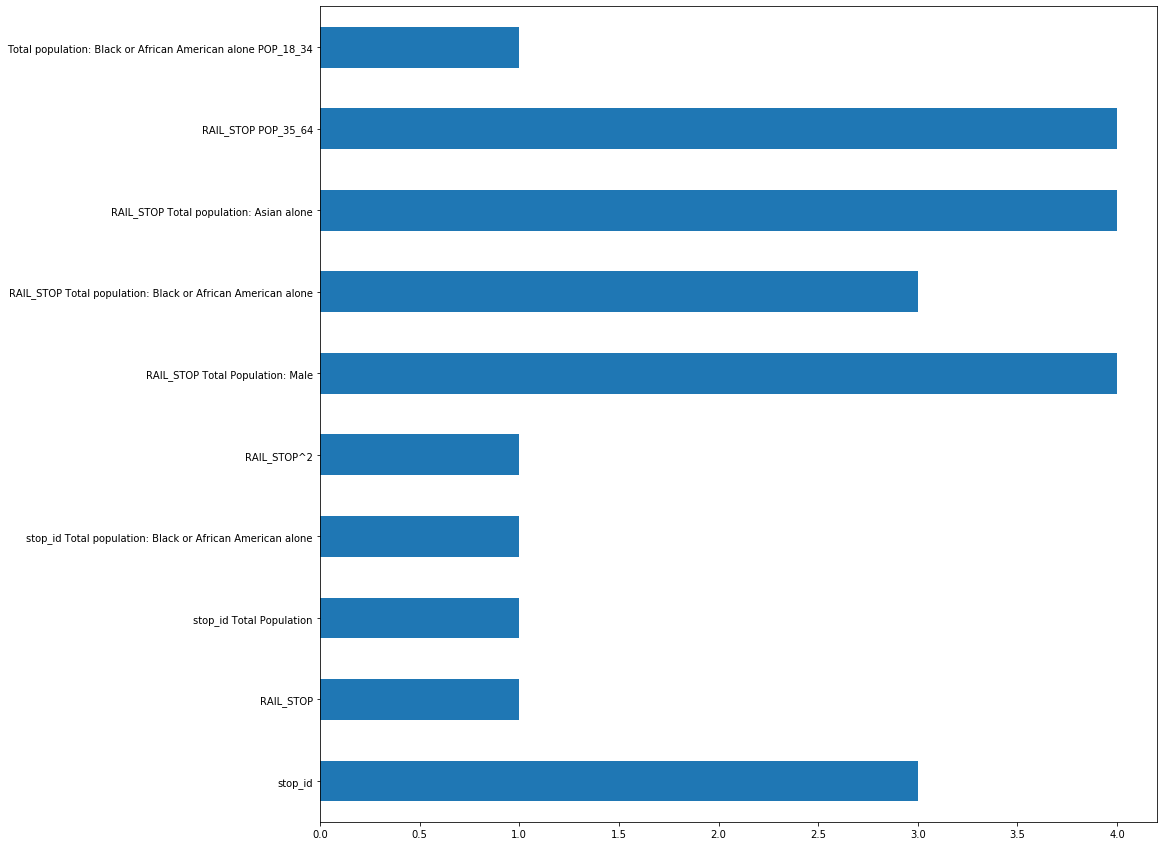 Total population: Black or African American alone POP_18_34
RAIL_STOP POP_35_64
RAIL_STOP Total population: Asian alone
RAIL_STOP Total population: Black or African American alone
RAIL_STOP Total Population: Male
RAIL_STOP^2
stop_id Total population: Black or African American alone
stop_id Total Population
RAIL_STOP
stop_id
0.0 0.5 1.0 1.5 2.0 2.5 3.0 3.5 4.0